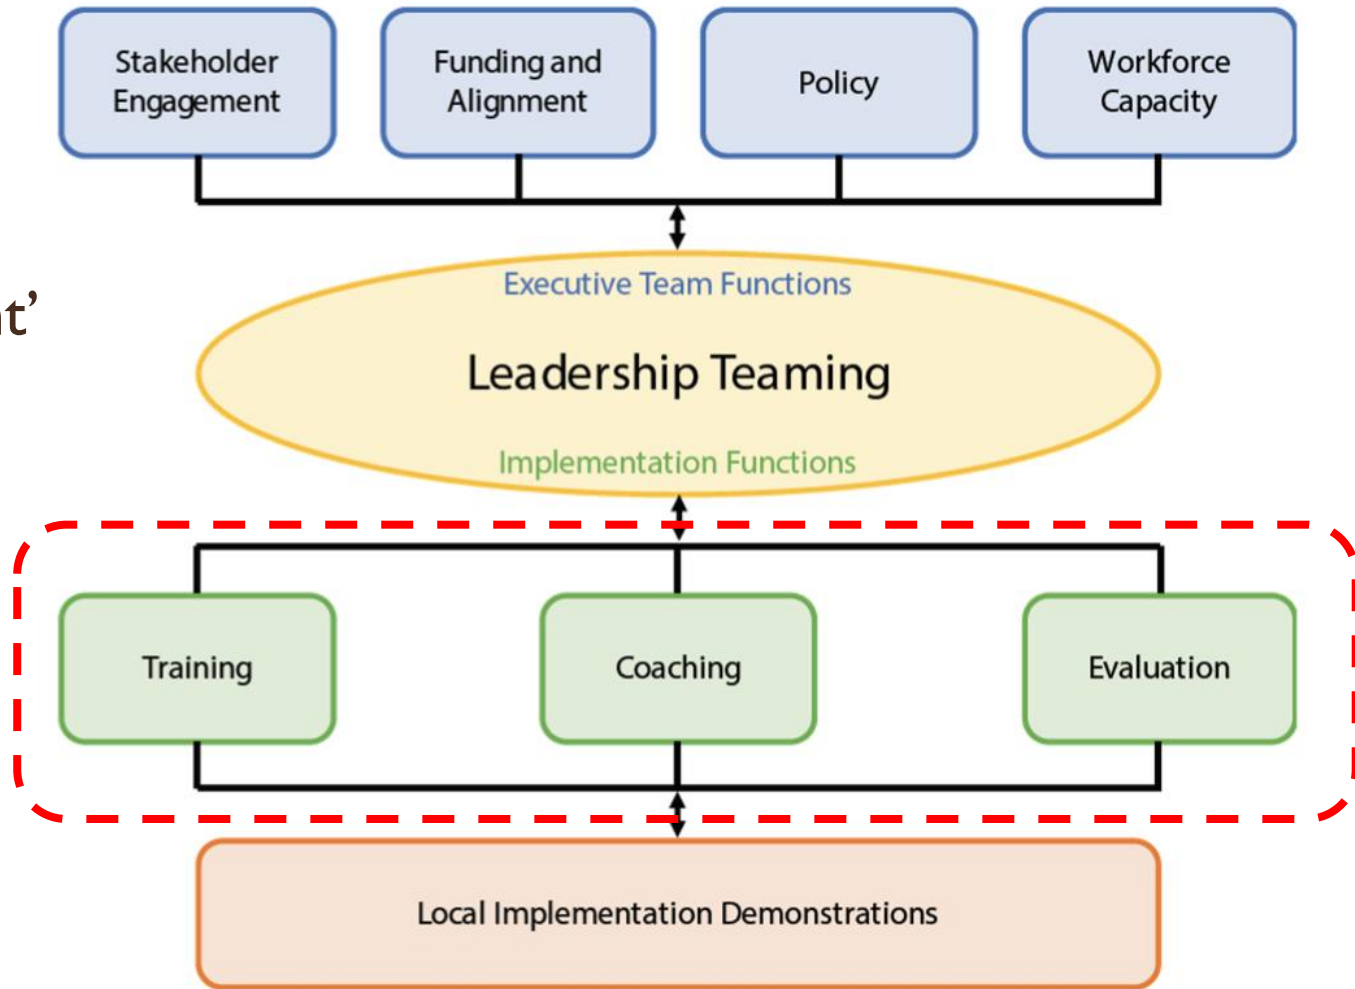 Stakeholder
Engagement
Funding and
Alignment
Policy
Workforce
Capacity
Executive Team Functions
Leadership Teaming
Implementation Functions
Training
Coaching
Evaluation
Local Implementation Demonstrations